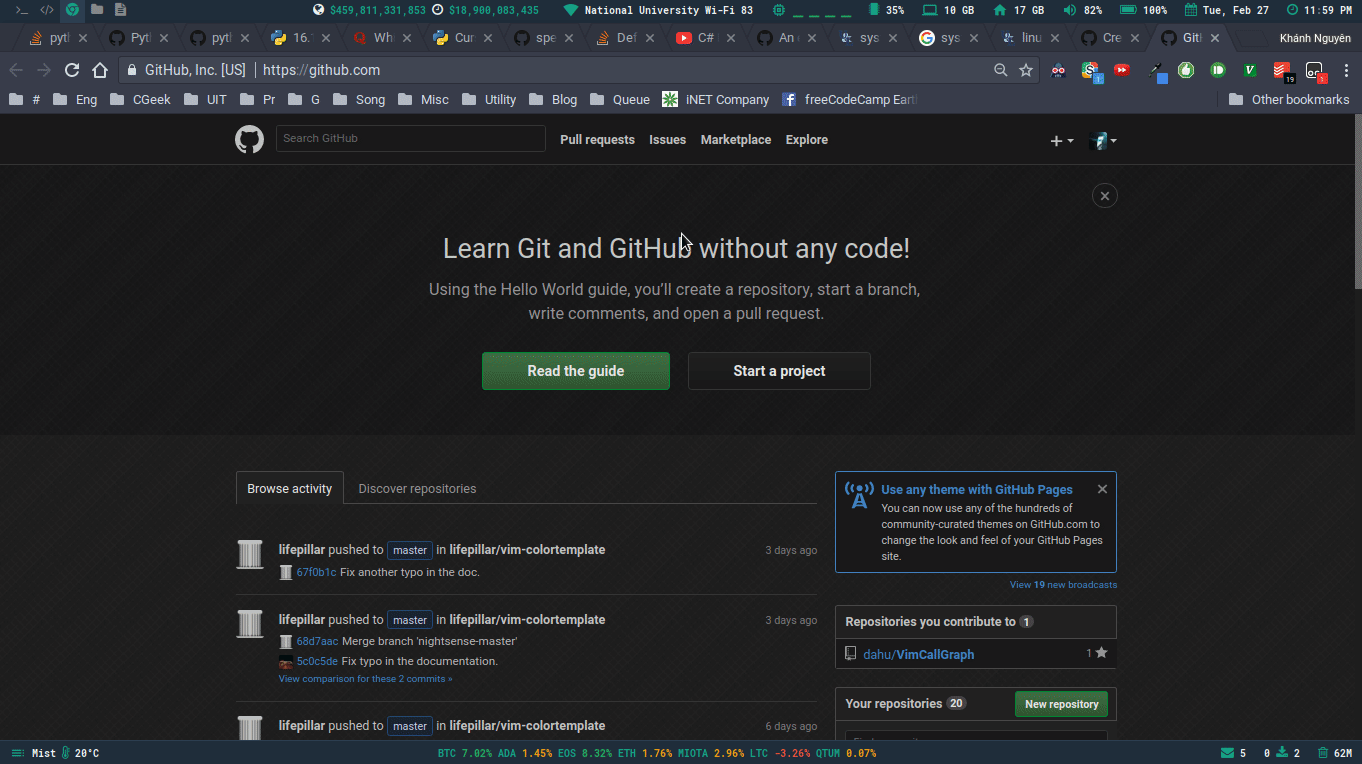 >_ </> $459,811,331,853 $18,900,083,435 National University Wi-Fi 83 35% 10 GB 17 GB 82% 100% Tue, Feb 27 11:59 PM
pyth Pyth pyth 16. Wh Cur spe Def C# An sys sys linu Cre Git Khánh Nguyên
GitHub, Inc. [US] | https://github.com
# Eng CGeek UIT Pr G Song Misc Utility Blog Queue iNET Company freeCodeCamp Eart Other bookmarks
Search GitHub Pull requests Issues Marketplace Explore
Learn Git and GitHub without any code!
Using the Hello World guide, you’ll create a repository, start a branch,
write comments, and open a pull request.
Read the guide Start a project
Browse activity Discover repositories
Use any theme with GitHub Pages
You can now use any of the hundreds of
community-curated themes on GitHub.com to
change the look and feel of your GitHub Pages
site.
View 19 new broadcasts
lifepillar pushed to master in lifepillar/vim-colortemplate 3 days ago
67f0b1c Fix another typo in the doc.
lifepillar pushed to master in lifepillar/vim-colortemplate 3 days ago
68d7aac Merge branch 'nightsense-master'
5c0c5de Fix typo in the documentation.
View comparison for these 2 commits »
lifepillar pushed to master in lifepillar/vim-colortemplate 6 days ago
Repositories you contribute to 1
dahu/VimCallGraph 1
Your repositories 20 New repository
Mist 20°C BTC 7.02% ADA 1.45% EOS 8.32% ETH 1.76% MIOTA 2.96% LTC -3.26% QTUM 0.07% 5 0 2 62M